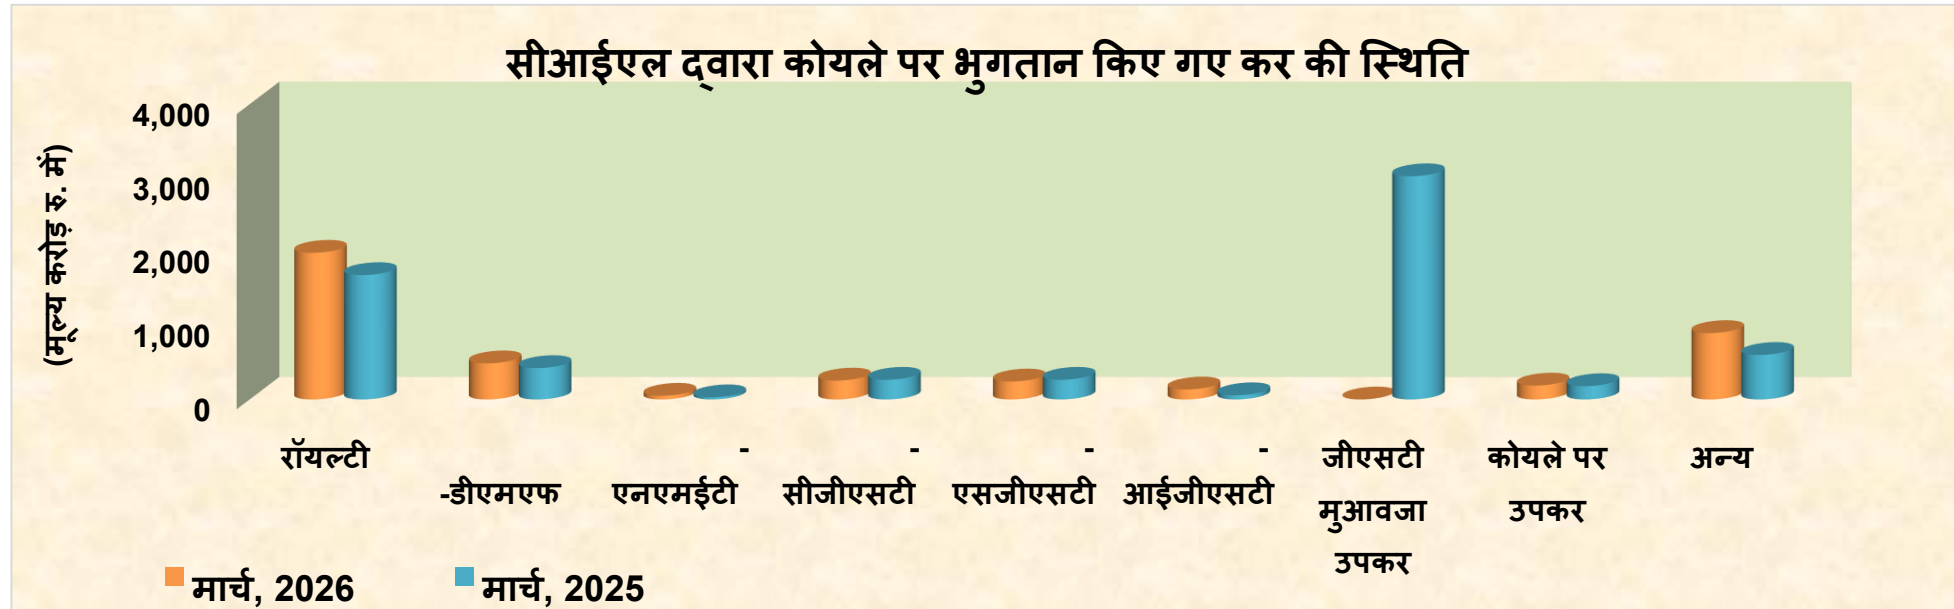 सीआईएल द्वारा कोयले पर भुगतान किए गए कर की स्थिति
(मूल्य करोड़ रु. में)
4,000
3,000
2,000
1,000
0
रॉयल्टी
-डीएमएफ
-
एनएमईटी
-
सीजीएसटी
-
एसजीएसटी
-
आईजीएसटी
जीएसटी
मुआवजा
उपकर
कोयले पर
उपकर
अन्य
मार्च, 2026
मार्च, 2025